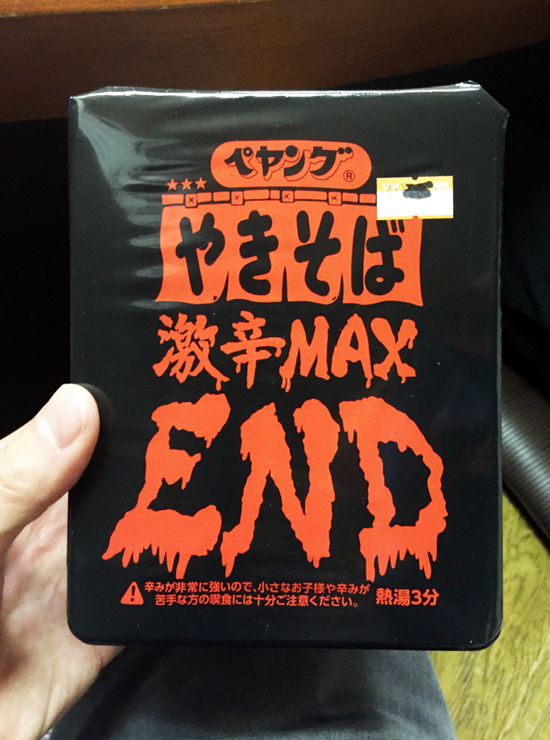 ペヤング®
やきそば
激辛MAX
END
辛みが非常に強いので、小さなお子様や辛みが
苦手な方の喫食には十分ご注意ください。
熱湯3分